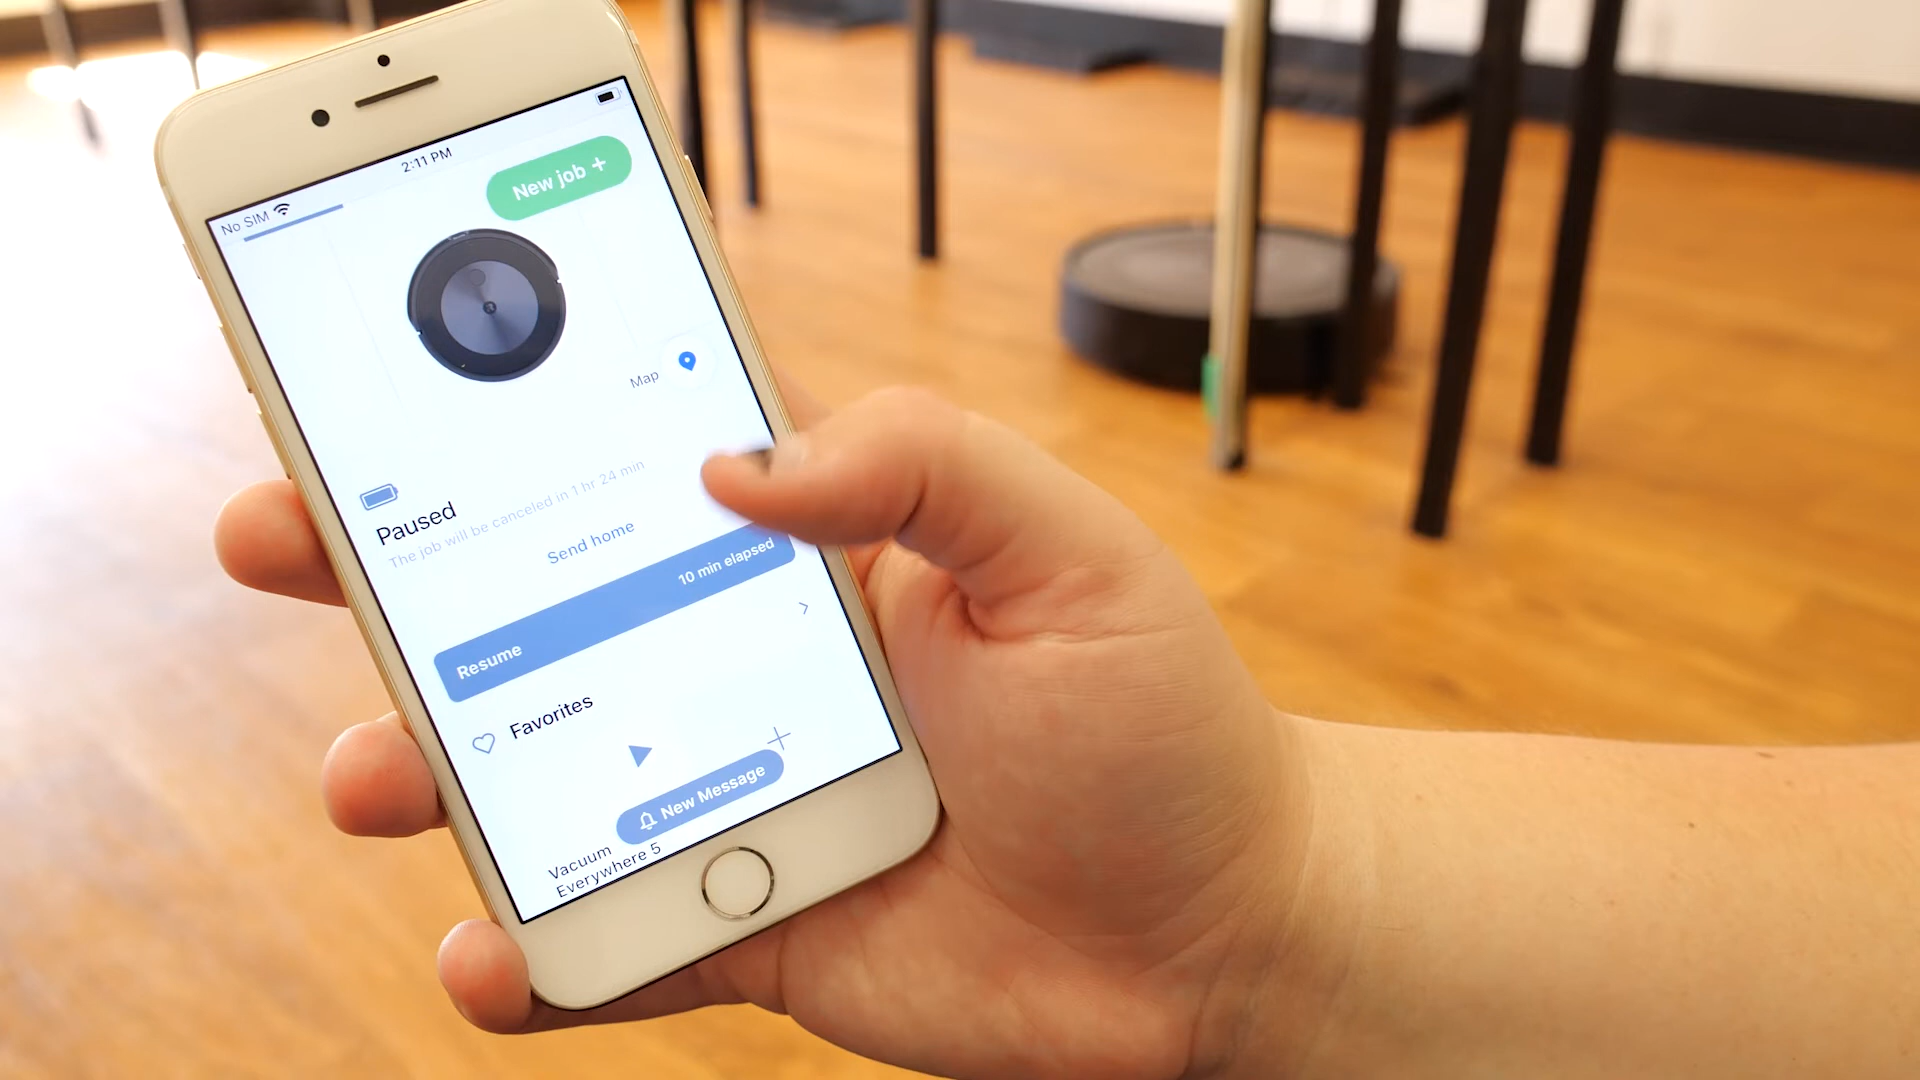 No SIM
2:11 PM
New job +
Map
Paused
The job will be canceled in 1 hr 24 min
Send home
Resume
10 min elapsed
Favorites
New Message
Vacuum
Everywhere 5